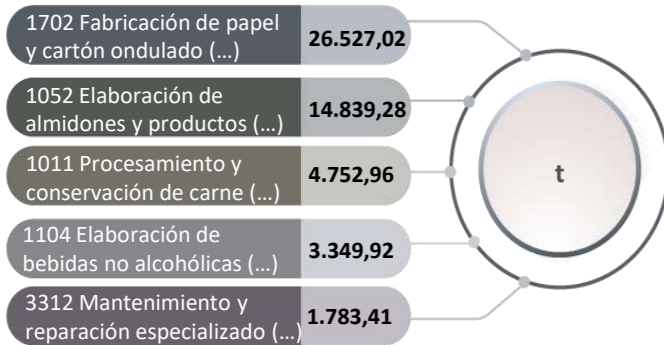 1702 Fabricación de papel
y cartón ondulado (...)
26.527,02
1052 Elaboración de
almidones y productos (...)
14.839,28
1011 Procesamiento y
conservación de carne (...)
4.752,96
t
1104 Elaboración de
bebidas no alcohólicas (...)
3.349,92
3312 Mantenimiento y
reparación especializado (...)
1.783,41